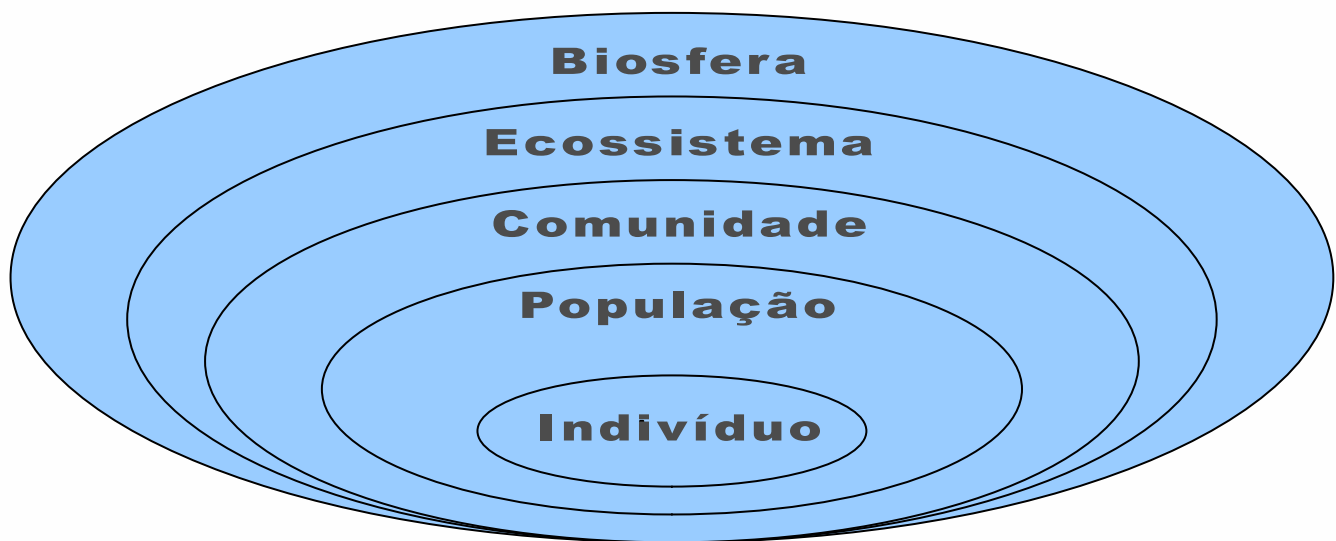 Biosfera
Ecossistema
Comunidade
População
Indivíduo